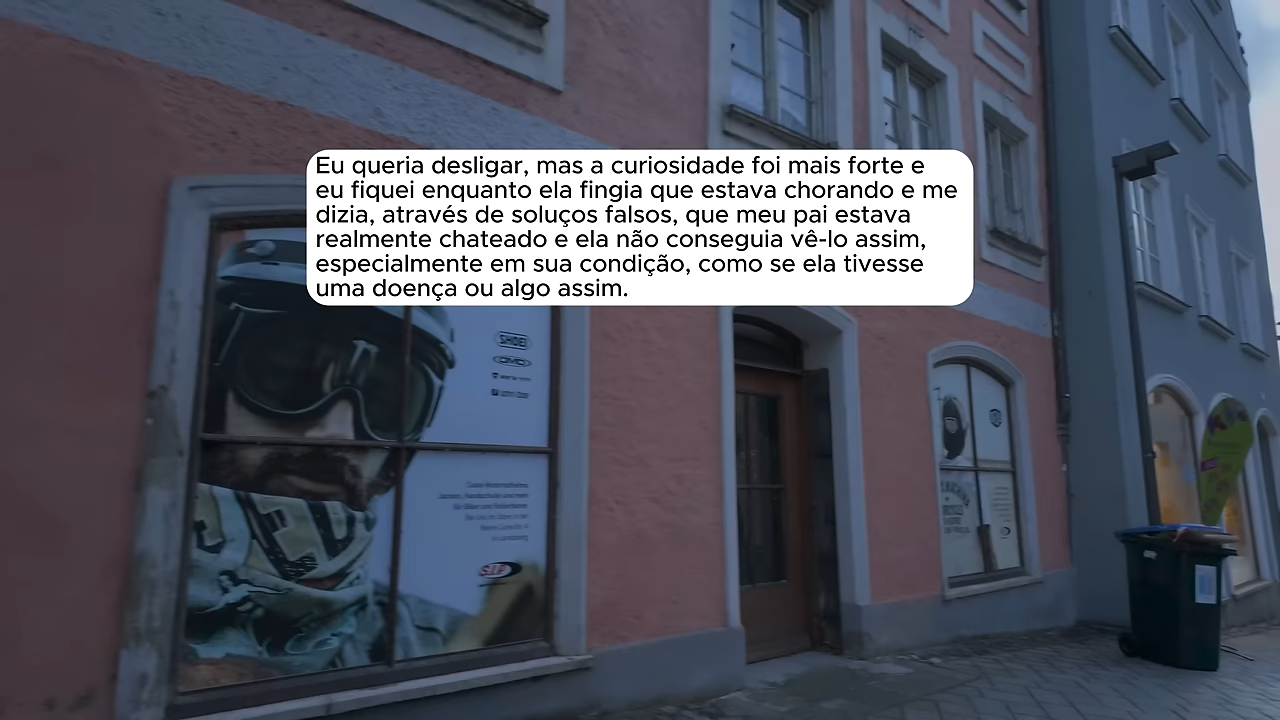 Eu queria desligar, mas a curiosidade foi mais forte e
eu fiquei enquanto ela fingia que estava chorando e me
dizia, através de soluços falsos, que meu pai estava
realmente chateado e ela não conseguia vê-lo assim,
especialmente em sua condição, como se ela tivesse
uma doença ou algo assim.
SHOEI
SIP